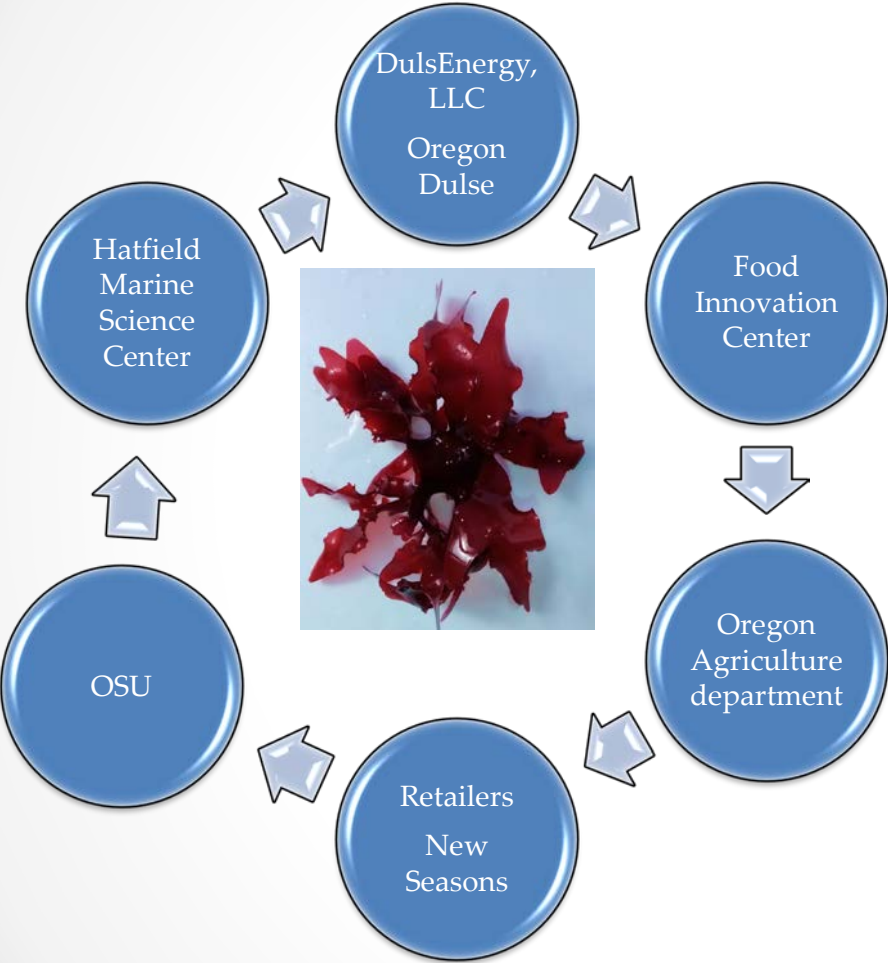 DulsEnergy,
LLC
Oregon
Dulse
Food
Innovation
Center
Oregon
Agriculture
department
Retailers
New
Seasons
OSU
Hatfield
Marine
Science
Center